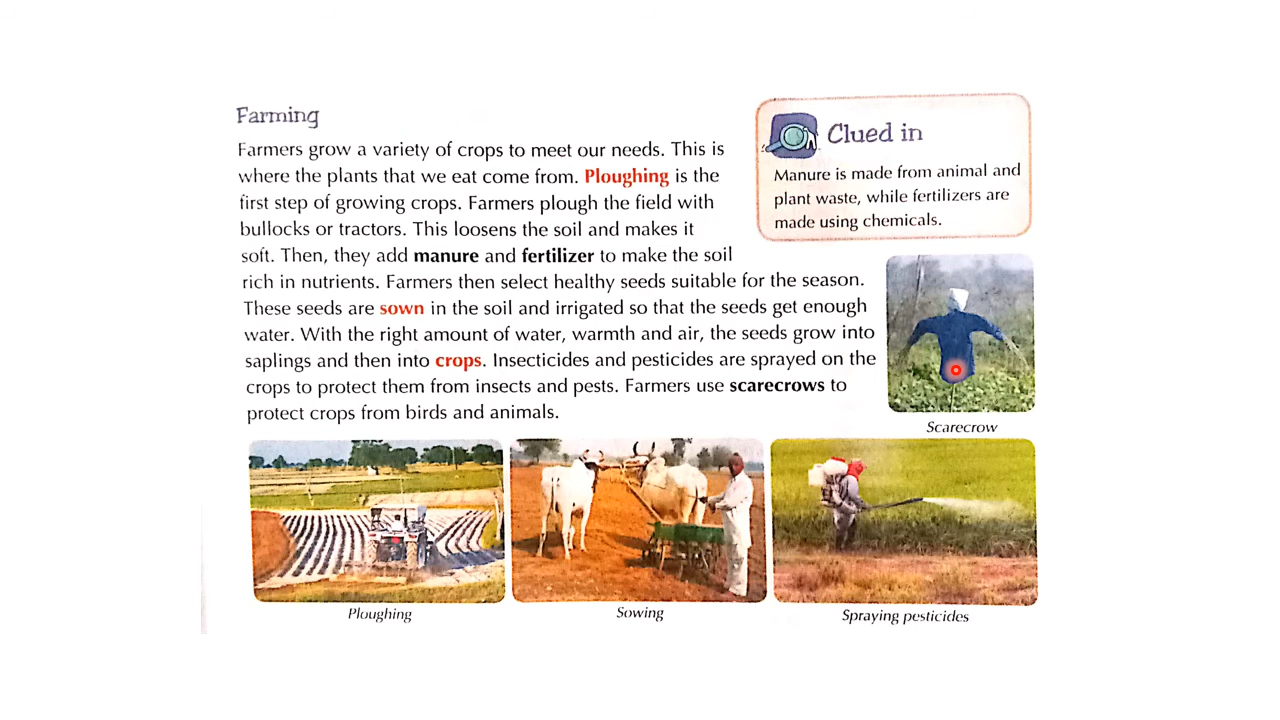 Farming
Farmers grow a variety of crops to meet our needs. This is
where the plants that we eat come from. Ploughing is the
first step of growing crops. Farmers plough the field with
bullocks or tractors. This loosens the soil and makes it
soft. Then, they add manure and fertilizer to make the soil
rich in nutrients. Farmers then select healthy seeds suitable for the season.
These seeds are sown in the soil and irrigated so that the seeds get enough
water. With the right amount of water, warmth and air, the seeds grow into
saplings and then into crops. Insecticides and pesticides are sprayed on the
crops to protect them from insects and pests. Farmers use scarecrows to
protect crops from birds and animals.
Clued in
Manure is made from animal and
plant waste, while fertilizers are
made using chemicals.
Scarecrow
Ploughing
Sowing
Spraying pesticides